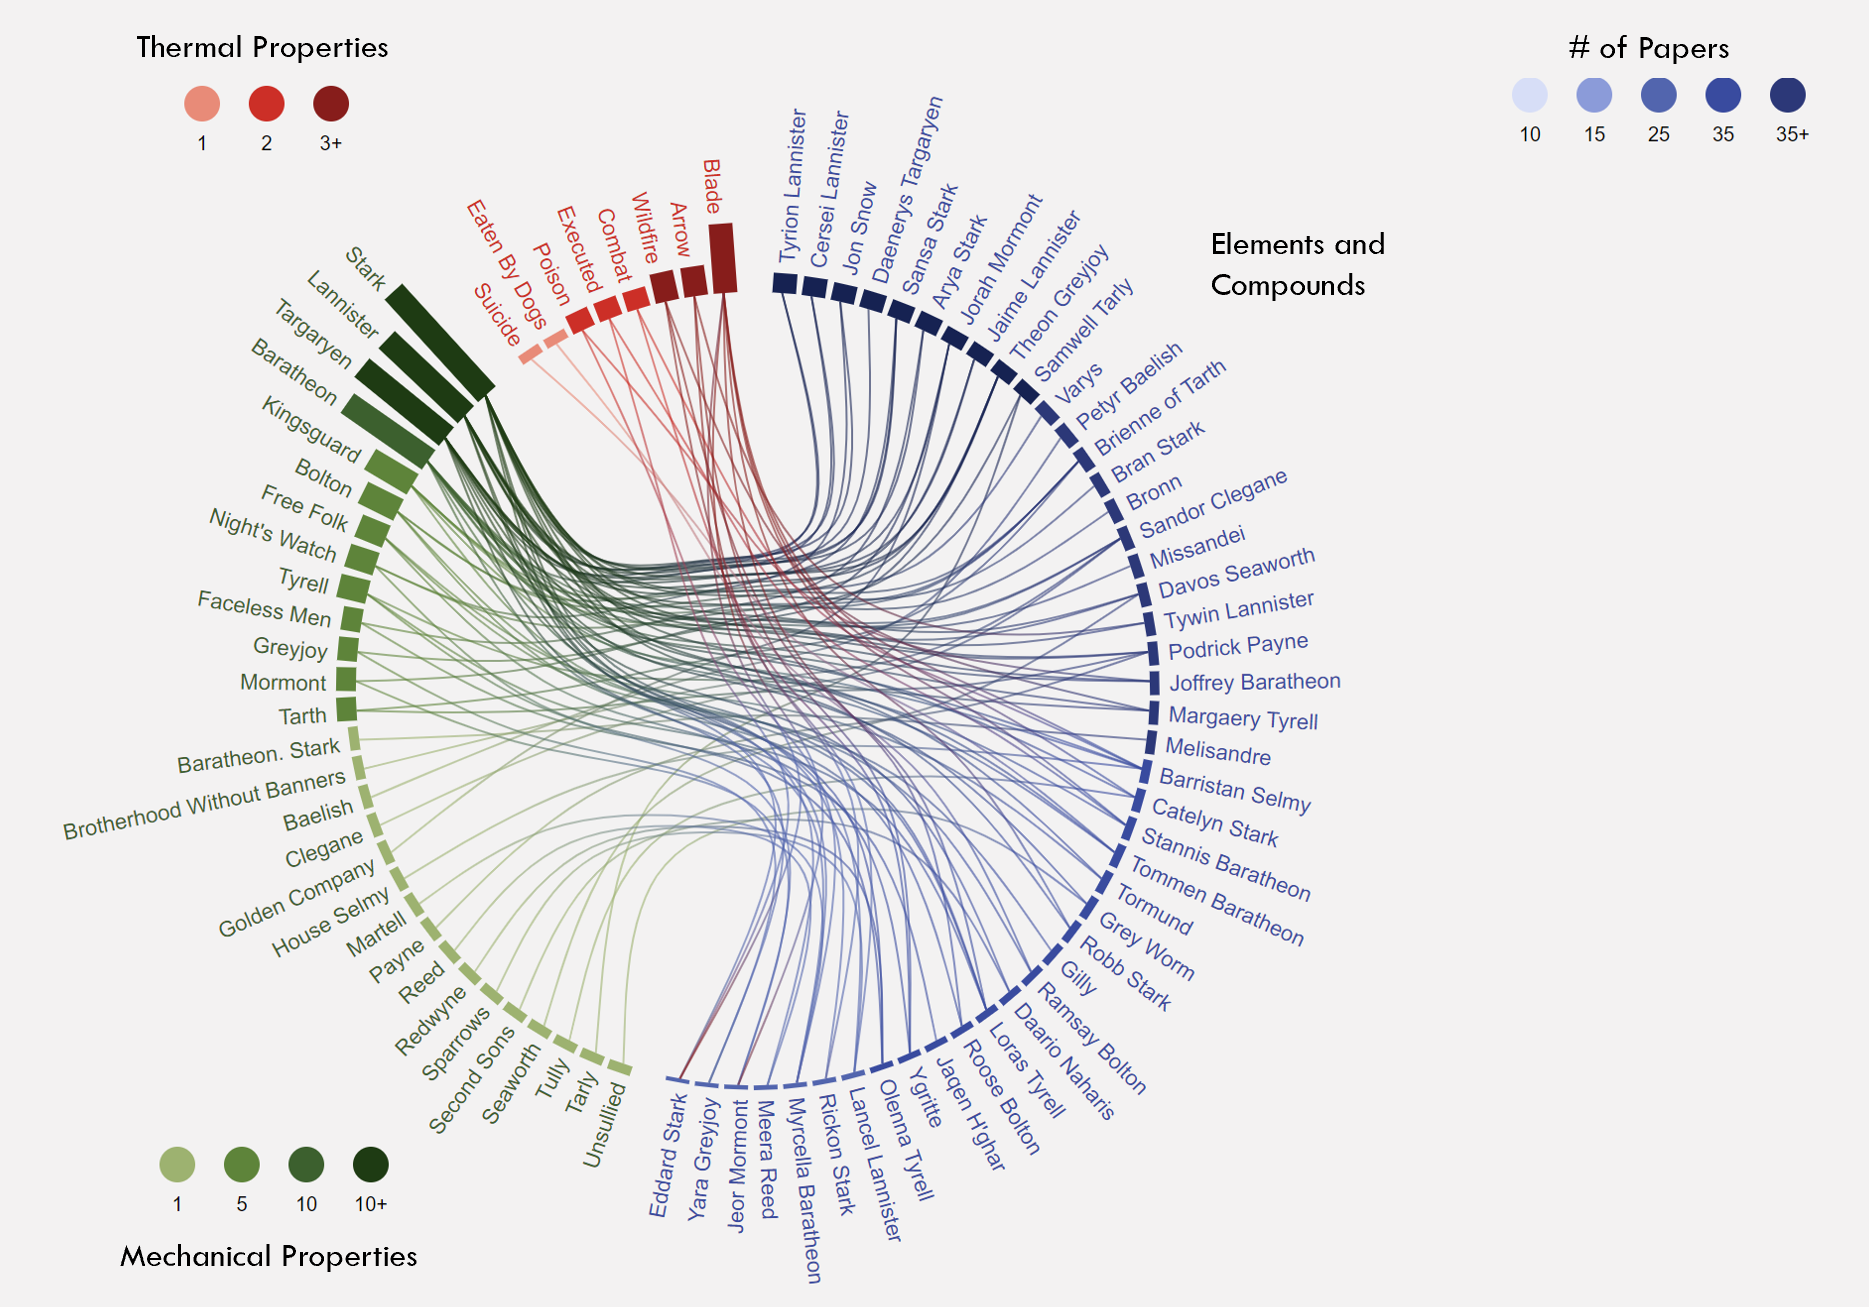 Thermal Properties
1
2
3+
# of Papers
10
15
25
35
35+
Elements and
Compounds
Suicide
Eaten By Dogs
Poison
Executed
Combat
Wildfire
Arrow
Blade
Tyrion Lannister
Cersei Lannister
Jon Snow
Daenerys Targaryen
Sansa Stark
Arya Stark
Jorah Mormont
Jaime Lannister
Theon Greyjoy
Samwell Tarly
Varys
Petyr Baelish
Brienne of Tarth
Bran Stark
Bronn
Sandor Clegane
Missandei
Davos Seaworth
Tywin Lannister
Podrick Payne
Joffrey Baratheon
Margaery Tyrell
Melisandre
Barristan Selmy
Catelyn Stark
Stannis Baratheon
Tommen Baratheon
Tormund
Grey Worm
Robb Stark
Gilly
Ramsay Bolton
Daario Naharis
Loras Tyrell
Roose Bolton
Jaqen H'ghar
Ygritte
Olenna Tyrell
Lancel Lannister
Rickon Stark
Myrcella Baratheon
Meera Reed
Jeor Mormont
Yara Greyjoy
Eddard Stark
Stark
Lannister
Targaryen
Baratheon
Kingsguard
Bolton
Free Folk
Night's Watch
Tyrell
Faceless Men
Greyjoy
Mormont
Tarth
Baratheon. Stark
Brotherhood Without Banners
Baelish
Clegane
Golden Company
House Selmy
Martell
Payne
Reed
Redwyne
Sparrows
Second Sons
Seaworth
Tully
Tarly
Unsullied
1
5
10
10+
Mechanical Properties